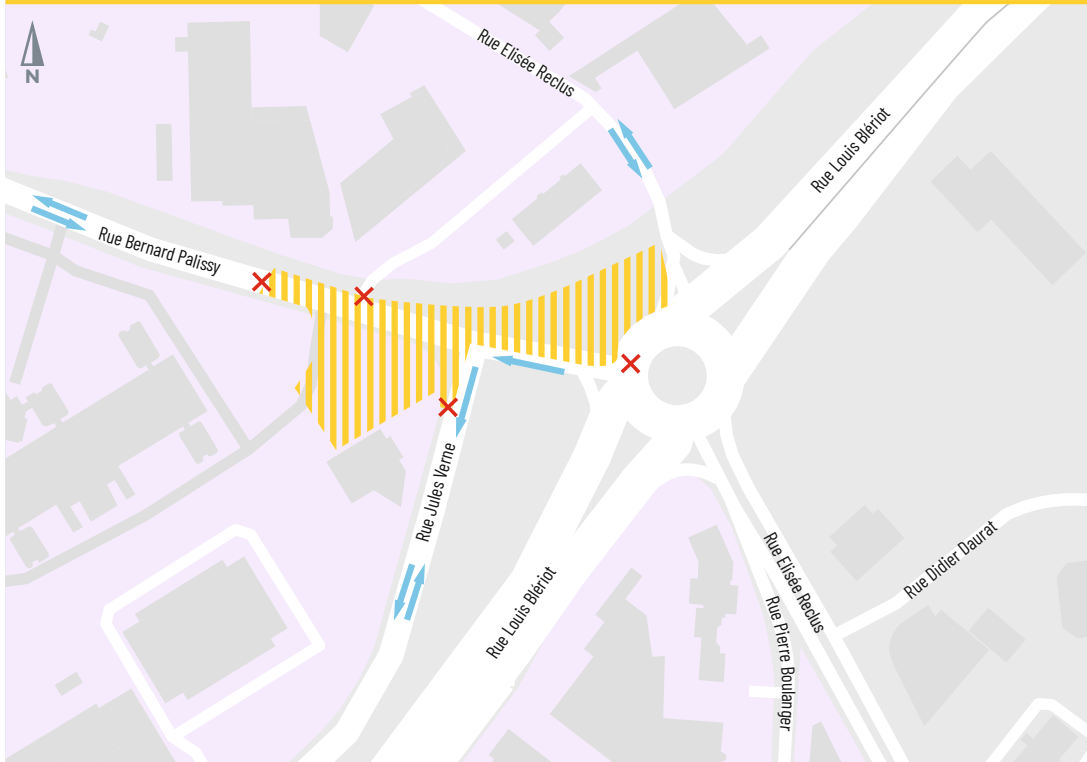 Rue Elisée Reclus
N
Rue Louis Blériot
Rue Bernard Palissy
Rue Jules Verne
Rue Louis Blériot
Rue Elisée Reclus
Rue Didier Daurat
Rue Pierre Boulanger